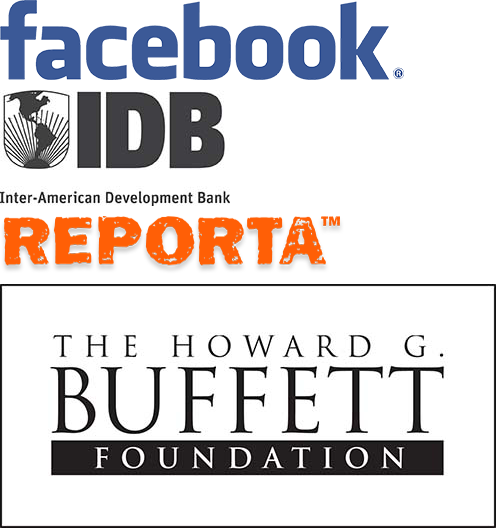 facebook®
IDB
Inter-American Development Bank
REPORTA™
THE HOWARD G.
BUFFETT
FOUNDATION